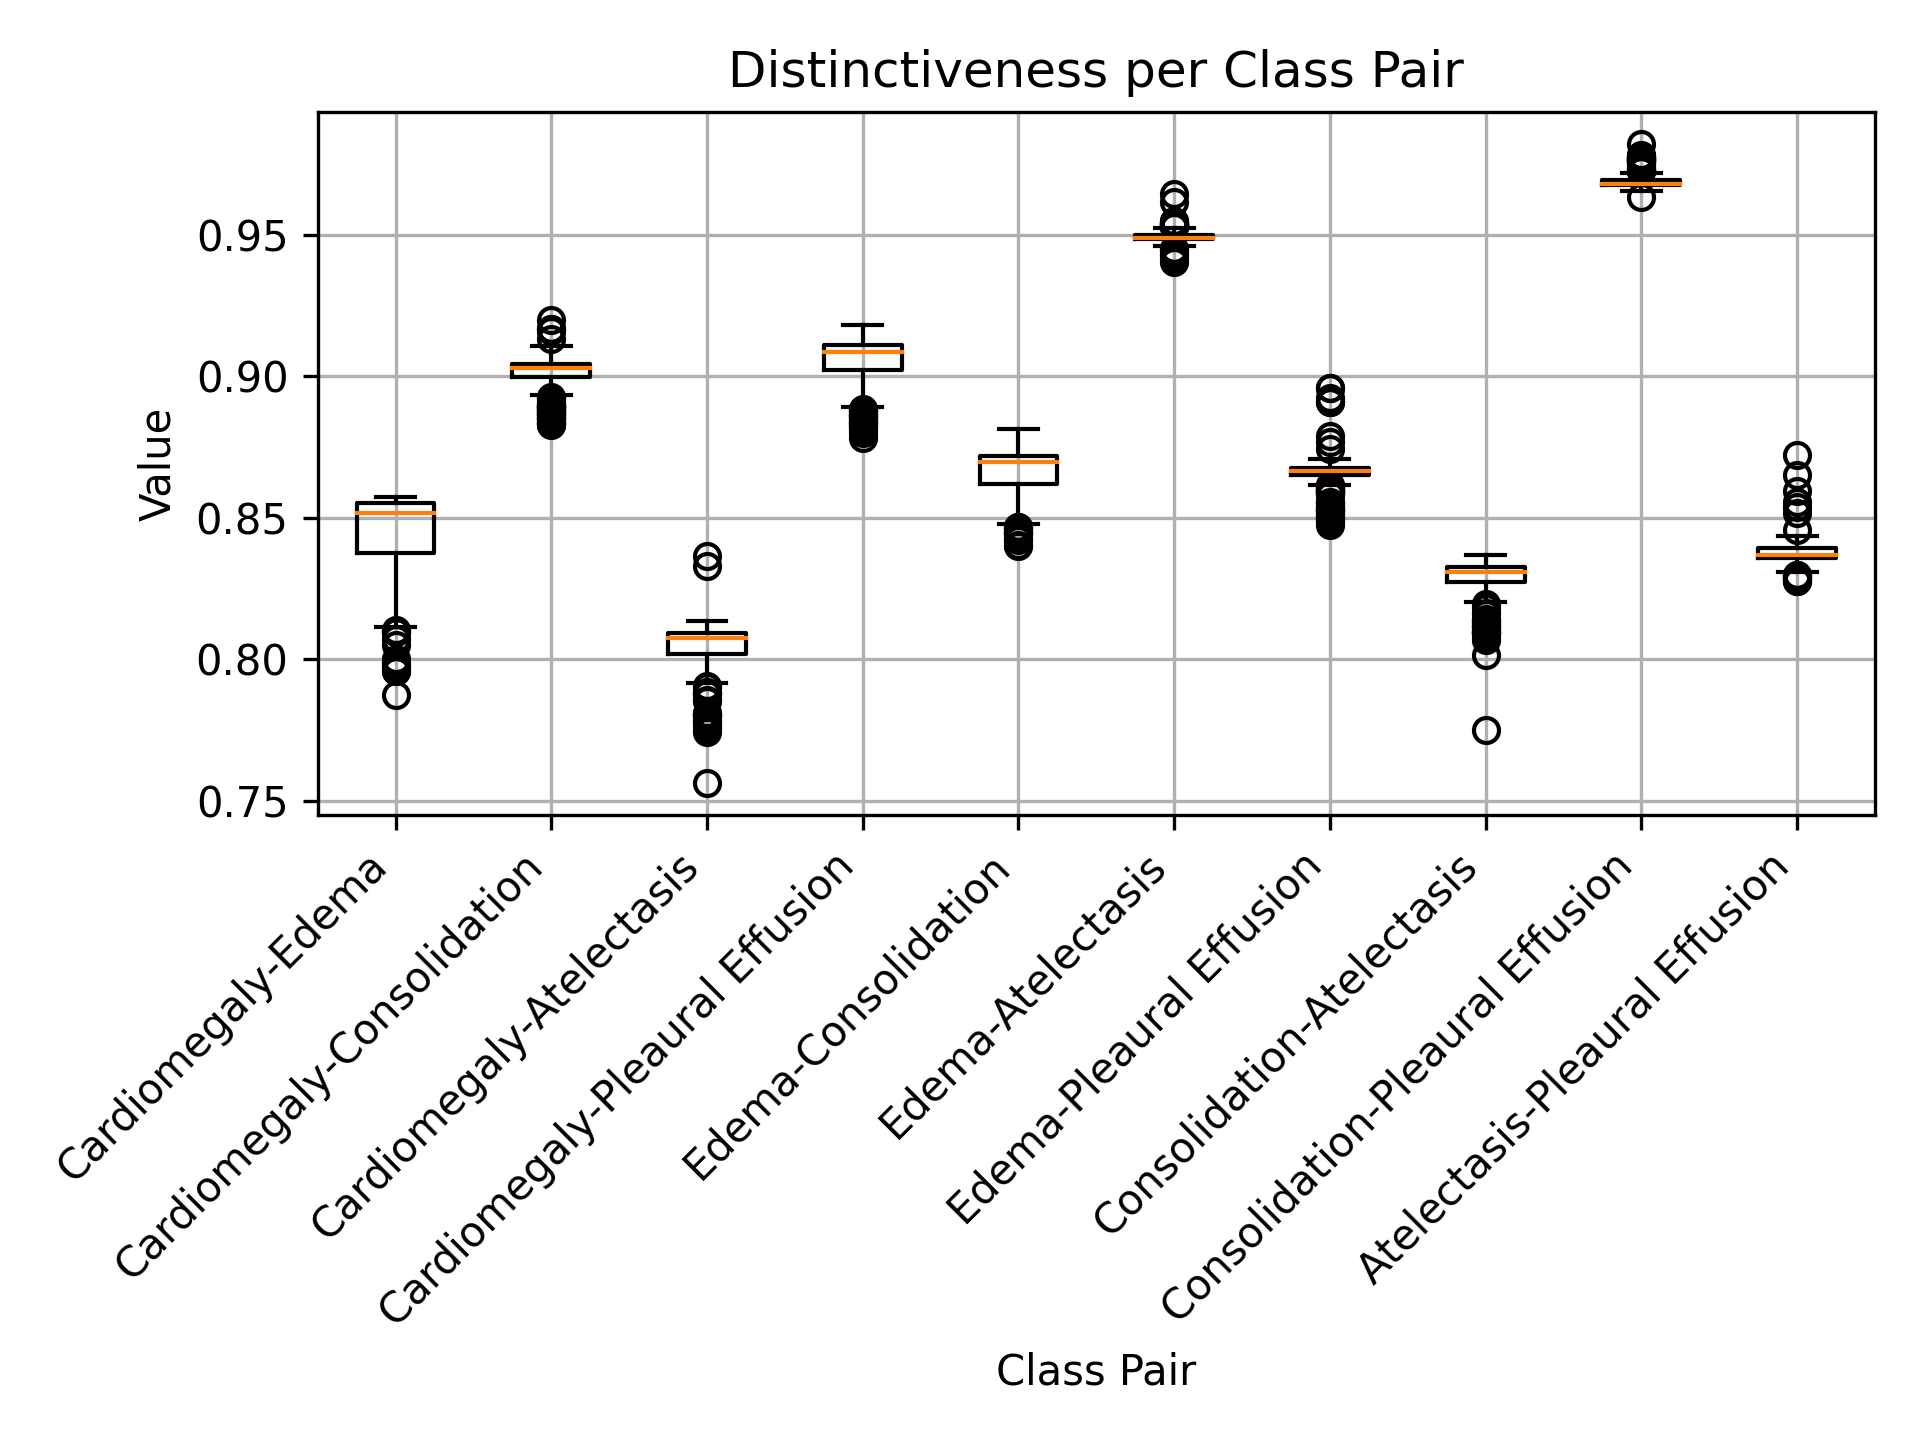 Distinctiveness per Class Pair
Value
0.95
0.90
0.85
0.80
0.75
Cardiomegaly-Edema
Cardiomegaly-Consolidation
Cardiomegaly-Atelectasis
Cardiomegaly-Pleaural Effusion
Edema-Consolidation
Edema-Atelectasis
Edema-Pleaural Effusion
Consolidation-Atelectasis
Consolidation-Pleaural Effusion
Atelectasis-Pleaural Effusion
Class Pair